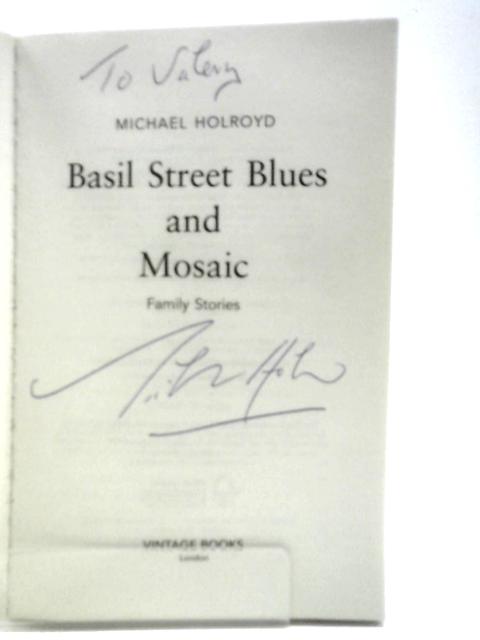 To Valery
MICHAEL HOLROYD
Basil Street Blues
and
Mosaic
Family Stories
VINTAGE BOOKS
London